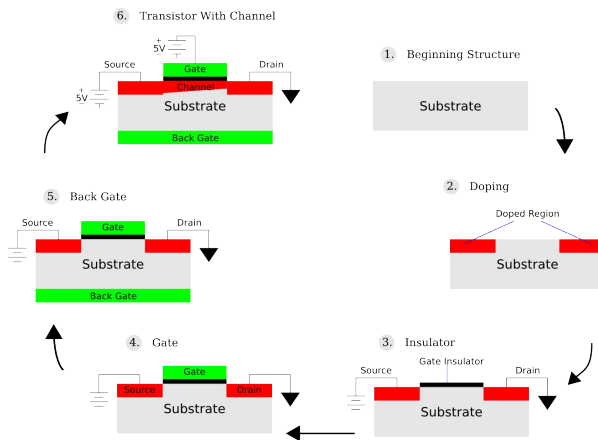 6. Transistor With Channel
+
5V
−
Gate
Source
Drain
Channel
+
5V
−
Substrate
Back Gate
1. Beginning Structure
Substrate
2. Doping
Doped Region
Substrate
3. Insulator
Gate Insulator
Source
Drain
Substrate
4. Gate
Gate
Source
Drain
Substrate
5. Back Gate
Source
Gate
Drain
Substrate
Back Gate